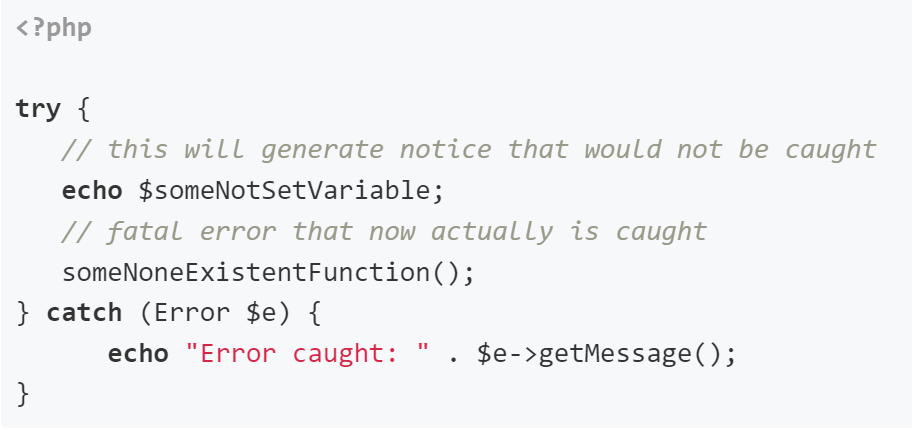 <?php
try {
// this will generate notice that would not be caught
echo $someNotSetVariable;
// fatal error that now actually is caught
someNoneExistentFunction();
} catch (Error $e) {
echo "Error caught: " . $e->getMessage();
}